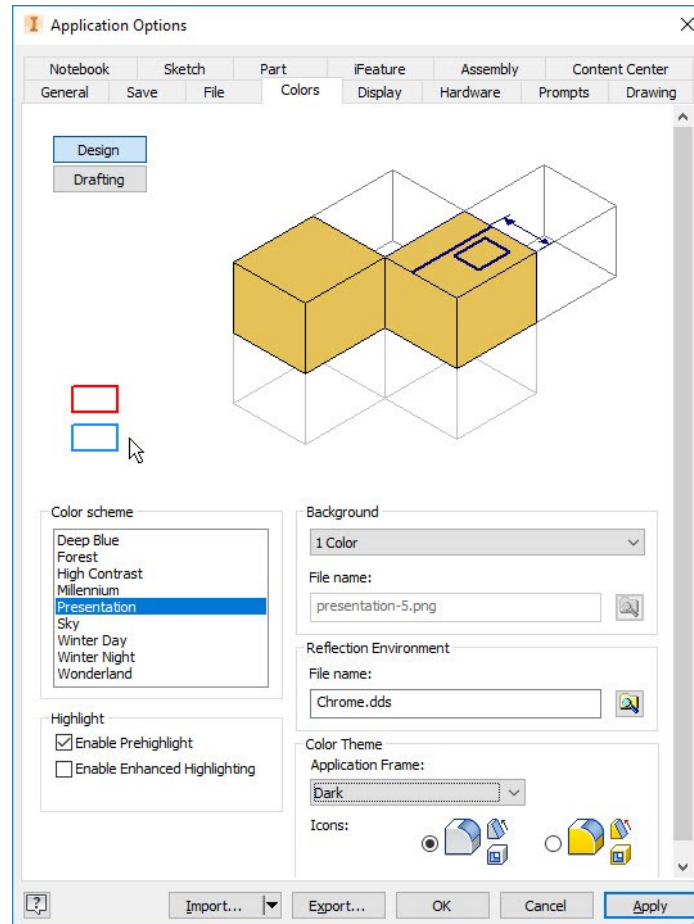 Application Options
Notebook Sketch Part iFeature Assembly Content Center
General Save File Colors Display Hardware Prompts Drawing
Design
Drafting
Color scheme
Deep Blue
Forest
High Contrast
Millennium
Presentation
Sky
Winter Day
Winter Night
Wonderland
Highlight
Enable Prehighlight
Enable Enhanced Highlighting
Background
1 Color
File name:
presentation-5.png
Reflection Environment
File name:
Chrome.dds
Color Theme
Application Frame:
Dark
Icons:
? Import... Export... OK Cancel Apply